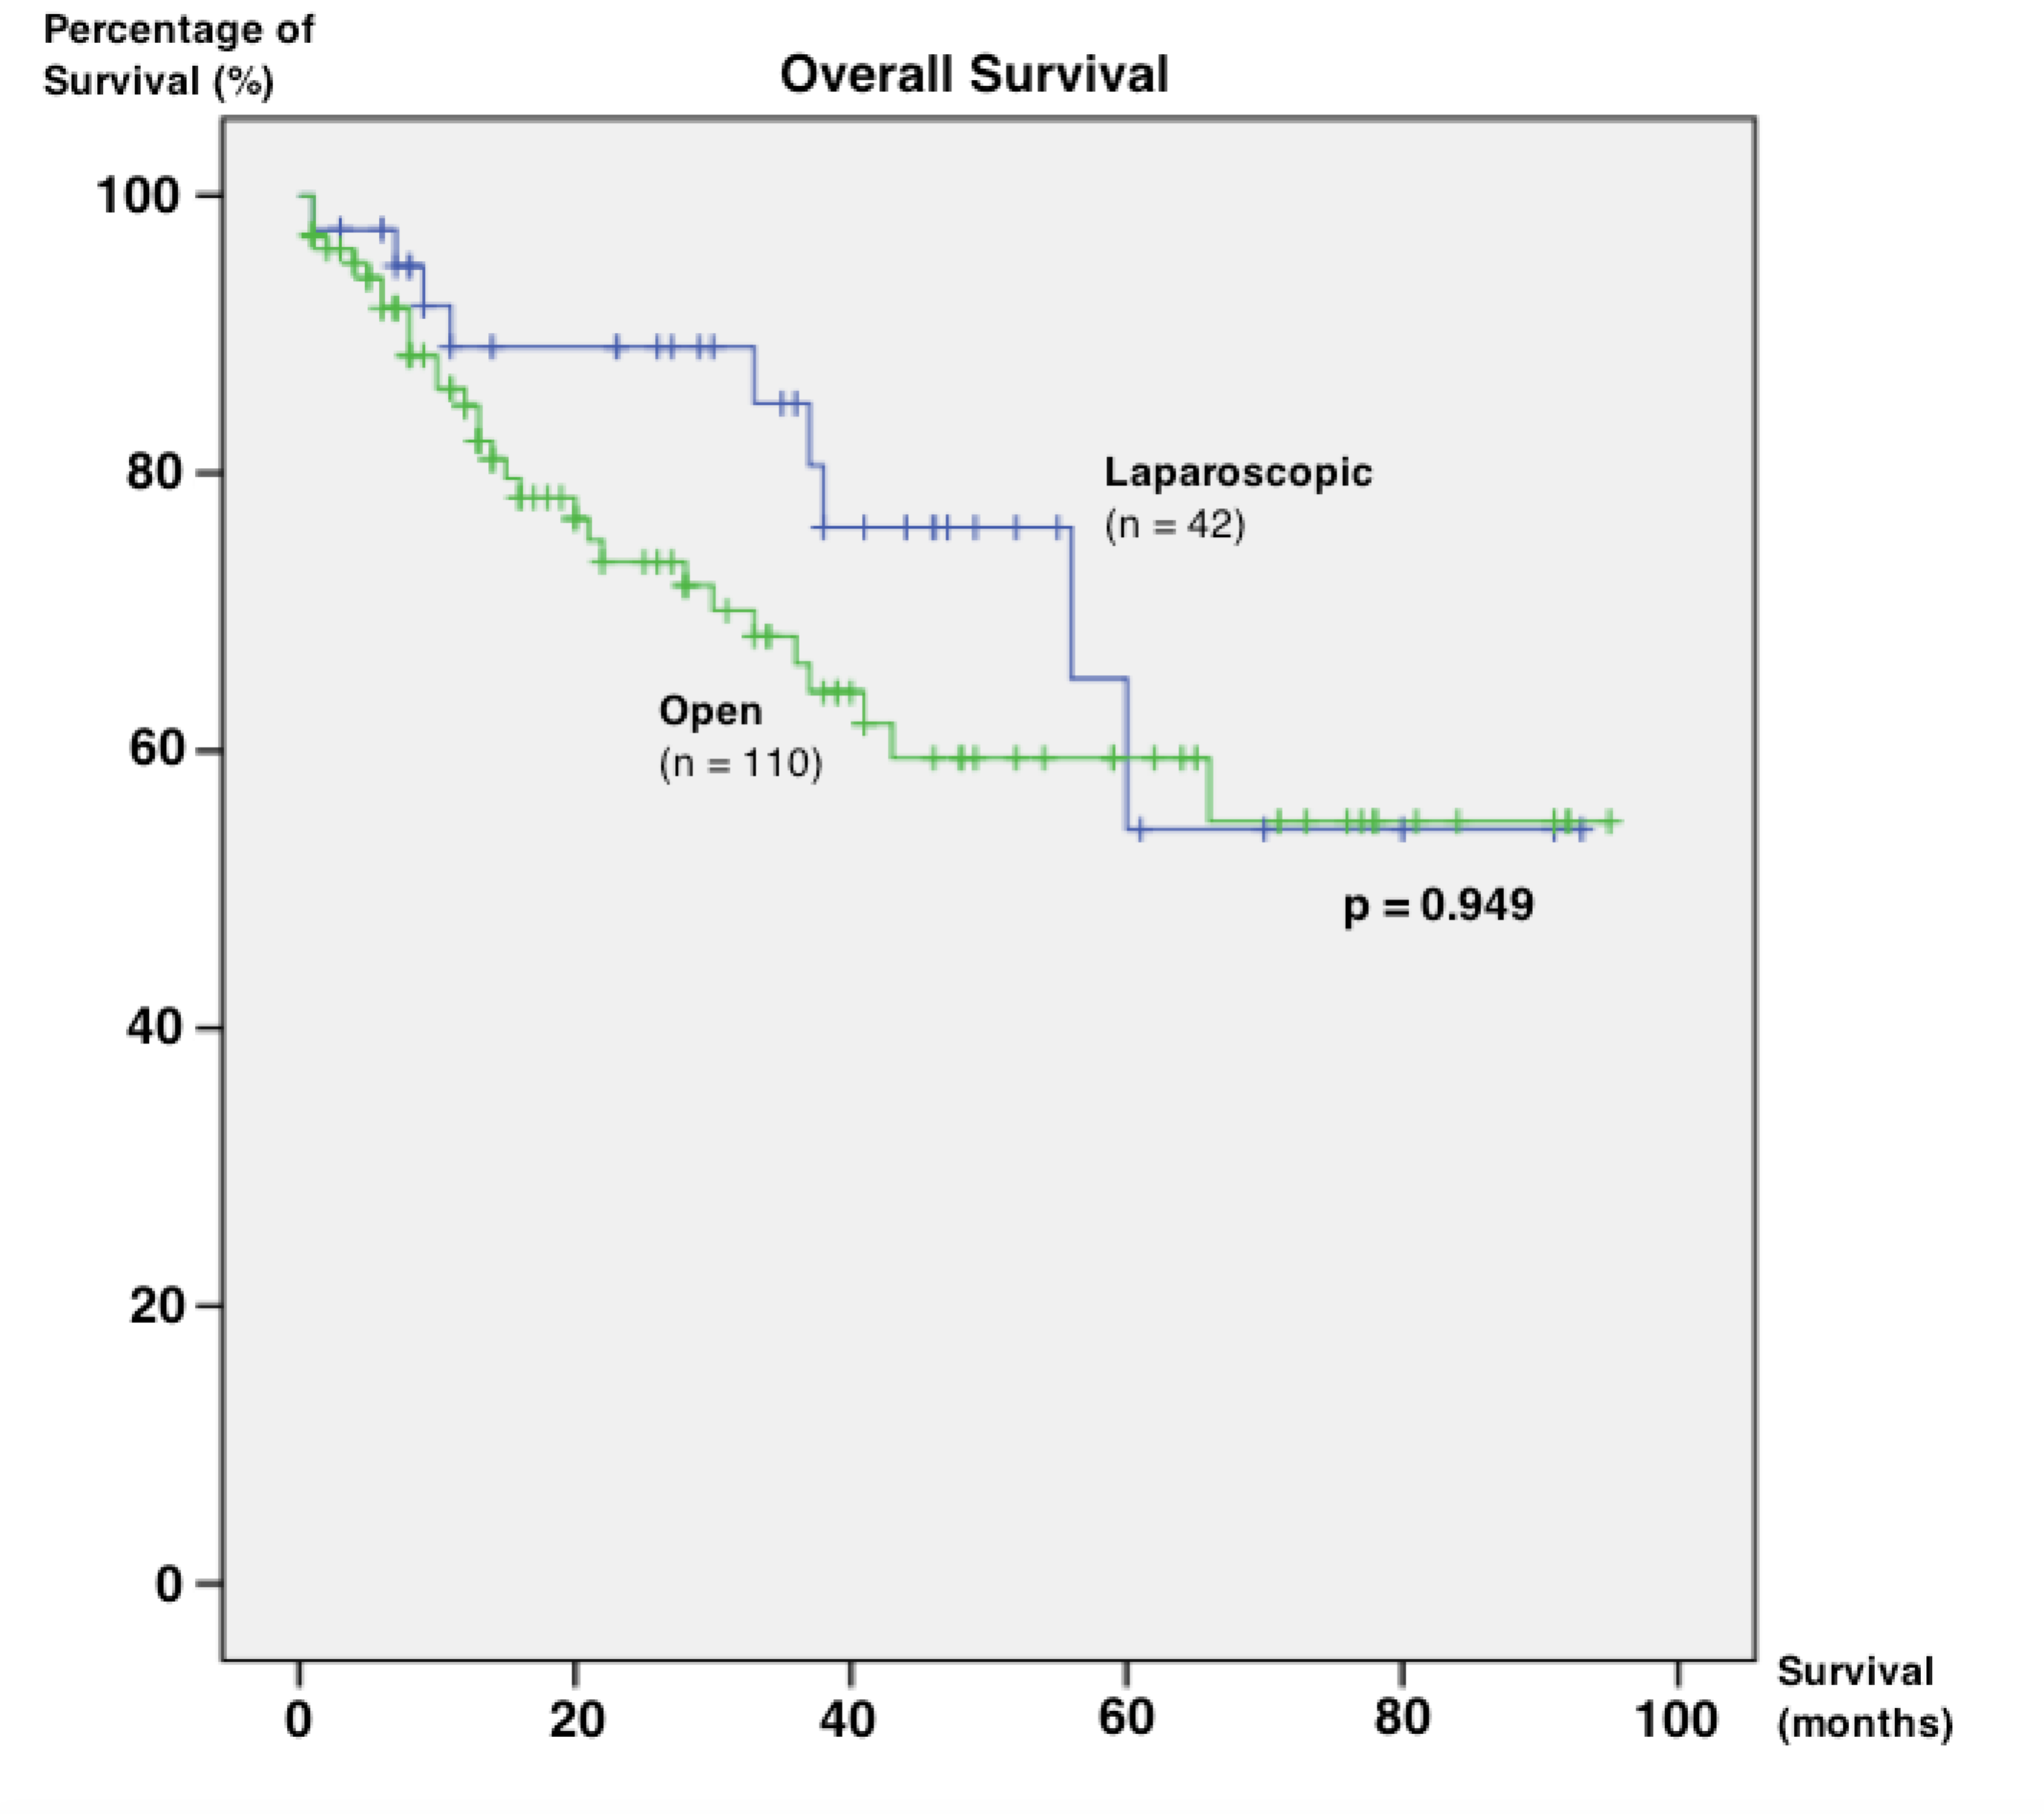 Percentage of
Survival (%)
Overall Survival
100
80
60
40
20
0
Laparoscopic
(n = 42)
Open
(n = 110)
p = 0.949
0 20 40 60 80 100
Survival
(months)